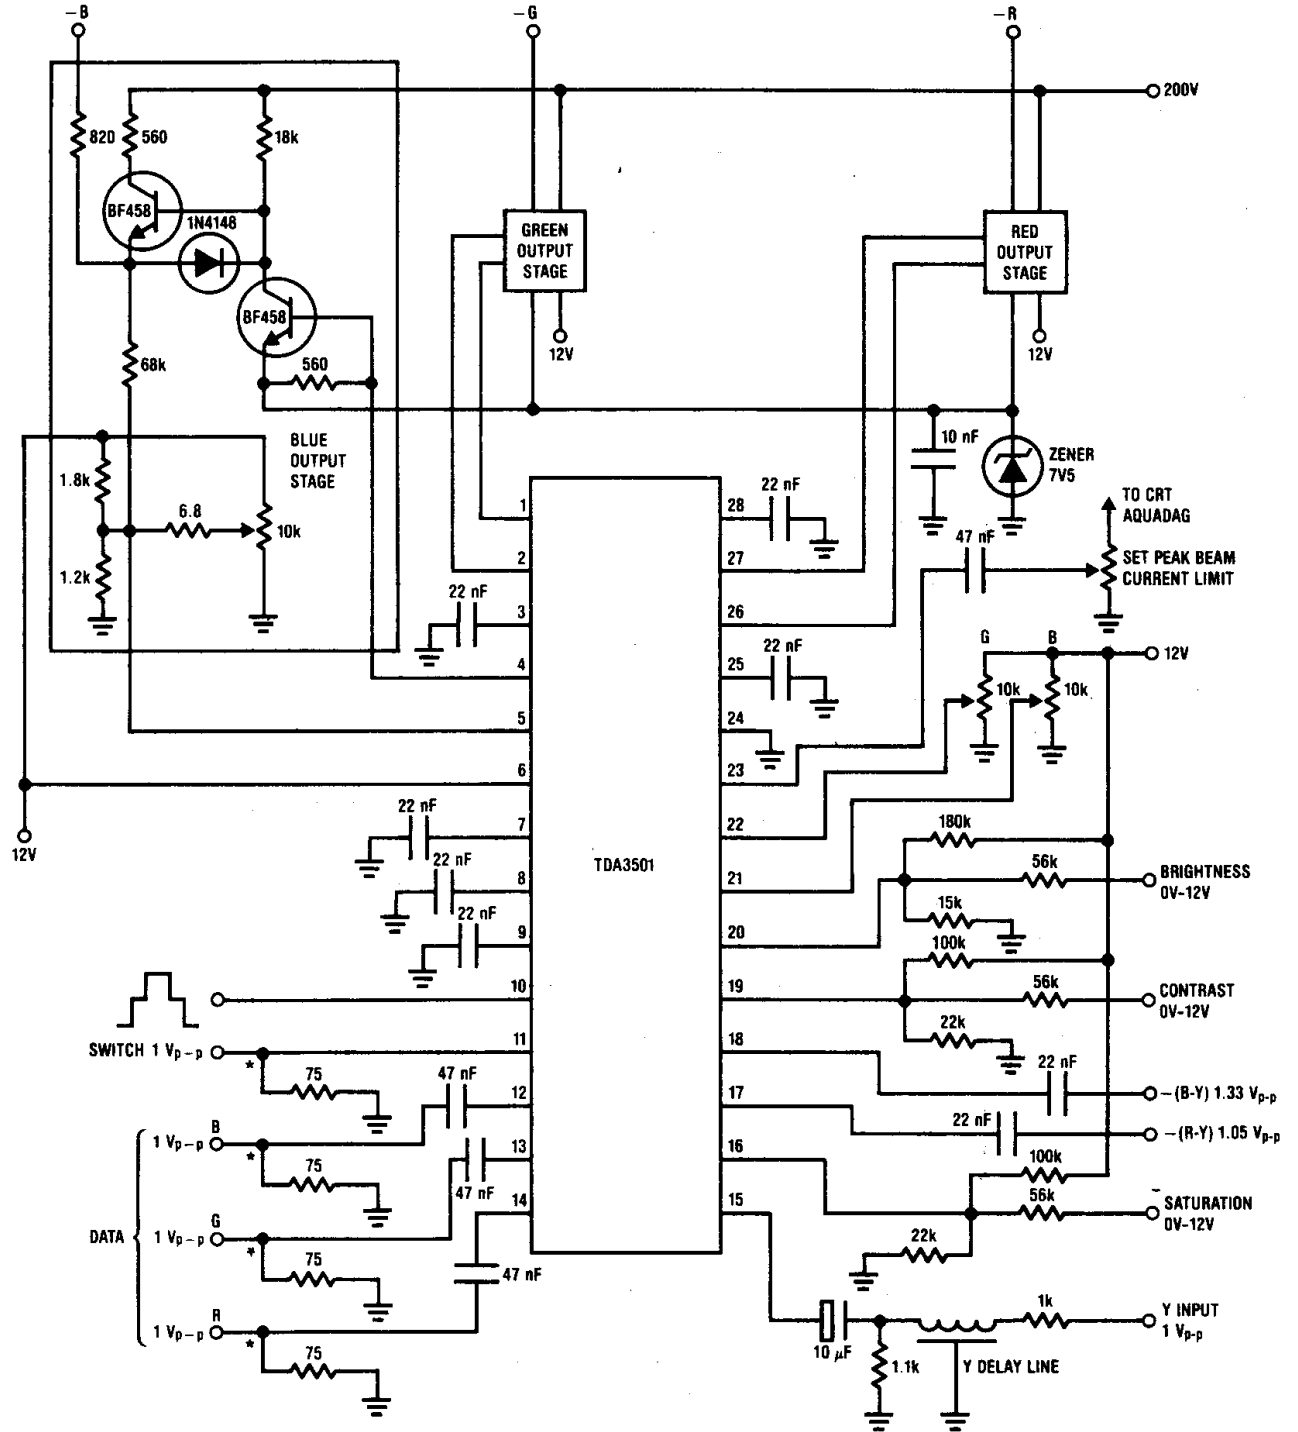 –B
–G
–R
200V
820
560
18k
BF458
1N4148
BF458
GREEN
OUTPUT
STAGE
RED
OUTPUT
STAGE
12V
12V
68k
560
BLUE
OUTPUT
STAGE
1.8k
6.8
10k
1.2k
10 nF
ZENER
7V5
TO CRT
AQUADAG
SET PEAK BEAM
CURRENT LIMIT
47 nF
22 nF
22 nF
22 nF
G
B
12V
10k
10k
1
2
3
4
5
6
7
8
9
10
11
12
13
14
28
27
26
25
24
23
22
21
20
19
18
17
16
15
TDA3501
12V
22 nF
22 nF
22 nF
180k
56k
BRIGHTNESS
0V-12V
15k
100k
56k
CONTRAST
0V-12V
22k
22 nF
–(B-Y) 1.33 Vp-p
22 nF
–(R-Y) 1.05 Vp-p
100k
56k
SATURATION
0V-12V
22k
1k
Y INPUT
1 Vp-p
10 µF
1.1k
Y DELAY LINE
SWITCH 1 Vp–p
*
75
47 nF
B
1 Vp–p
*
75
47 nF
DATA
G
1 Vp–p
*
75
47 nF
R
1 Vp–p
*
75